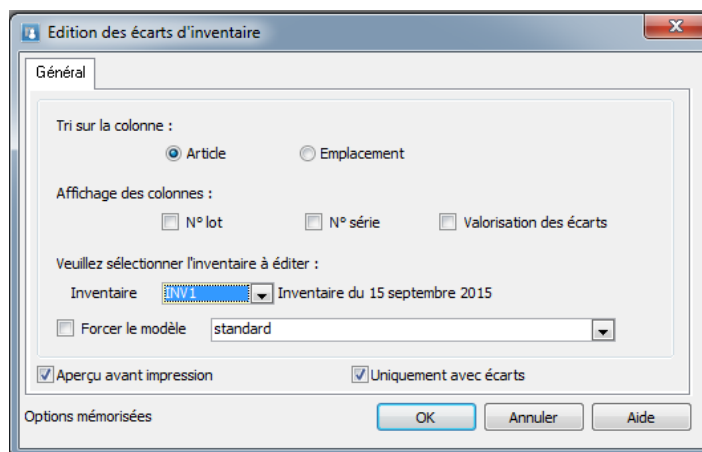 Edition des écarts d'inventaire
Général
Tri sur la colonne :
Article Emplacement
Affichage des colonnes :
N° lot N° série Valorisation des écarts
Veuillez sélectionner l'inventaire à éditer :
Inventaire INV1 Inventaire du 15 septembre 2015
Forcer le modèle standard
Aperçu avant impression Uniquement avec écarts
Options mémorisées OK Annuler Aide